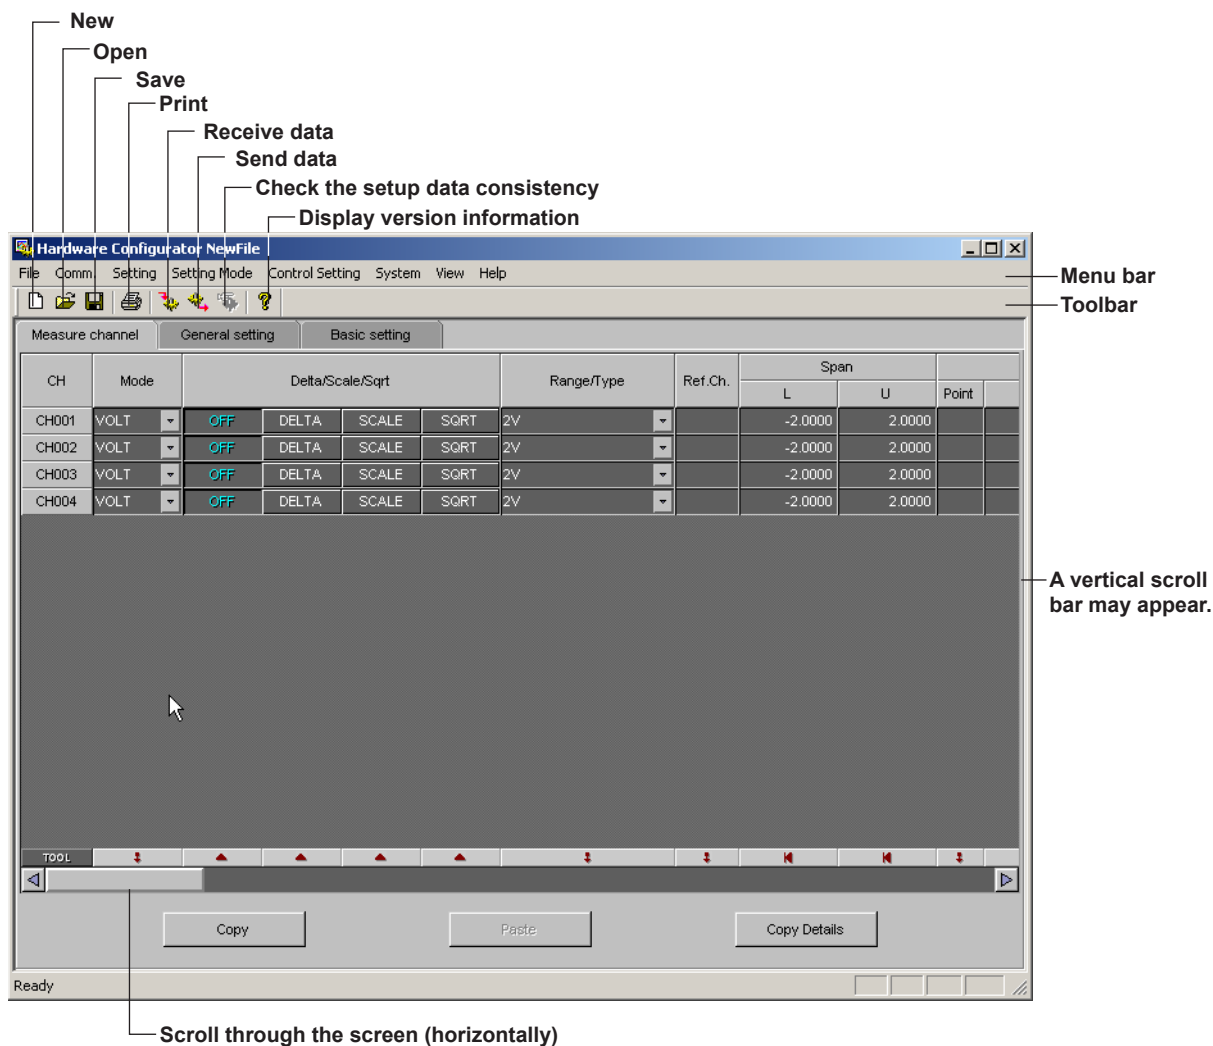 New
Open
Save
Print
Receive data
Send data
Check the setup data consistency
Display version information
Hardware Configurator NewFile
File Comm. Setting Setting Mode Control Setting System View Help
Menu bar
Toolbar
Measure channel General setting Basic setting
CH Mode Delta/Scale/Sqrt Range/Type Ref.Ch. Span
L U Point
CH001 VOLT OFF DELTA SCALE SQRT 2V -2.0000 2.0000
CH002 VOLT OFF DELTA SCALE SQRT 2V -2.0000 2.0000
CH003 VOLT OFF DELTA SCALE SQRT 2V -2.0000 2.0000
CH004 VOLT OFF DELTA SCALE SQRT 2V -2.0000 2.0000
A vertical scroll
bar may appear.
TOOL
Copy Paste Copy Details
Ready
Scroll through the screen (horizontally)